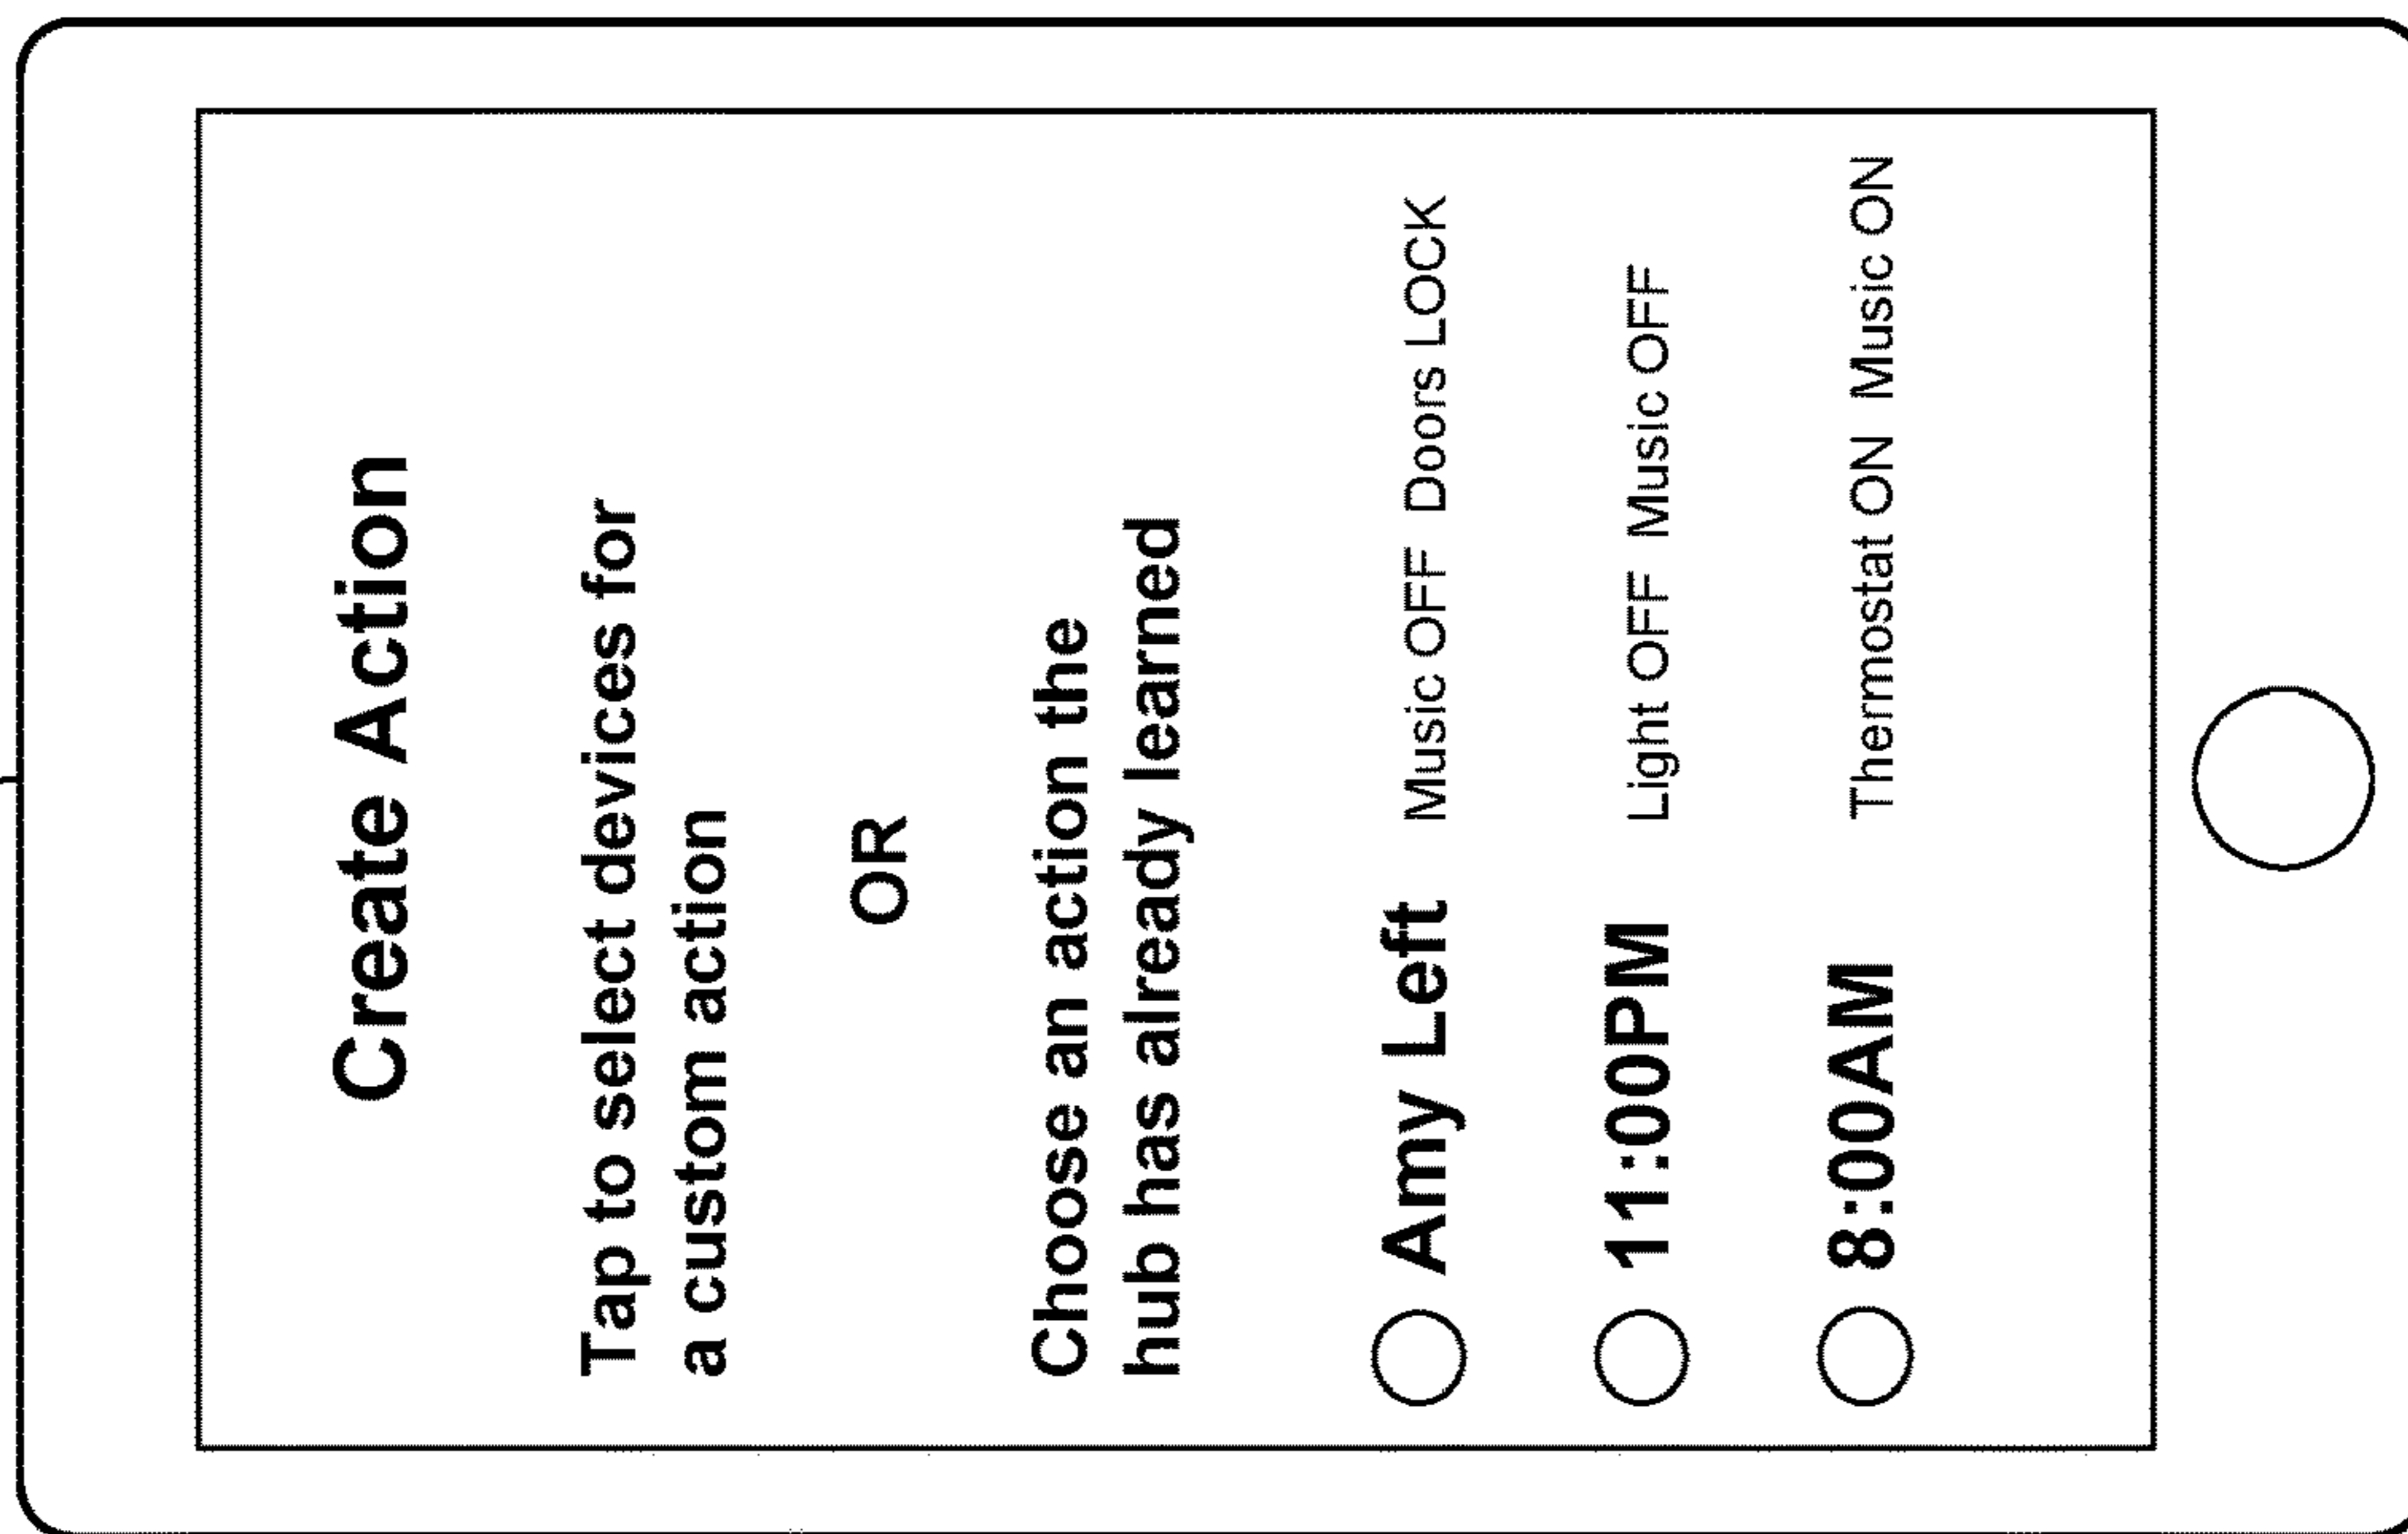 Create Action
Tap to select devices for
a custom action
OR
Choose an action the
hub has already learned
Amy Left Music OFF Doors LOCK
11:00PM Light OFF Music OFF
8:00AM Thermostat ON Music ON